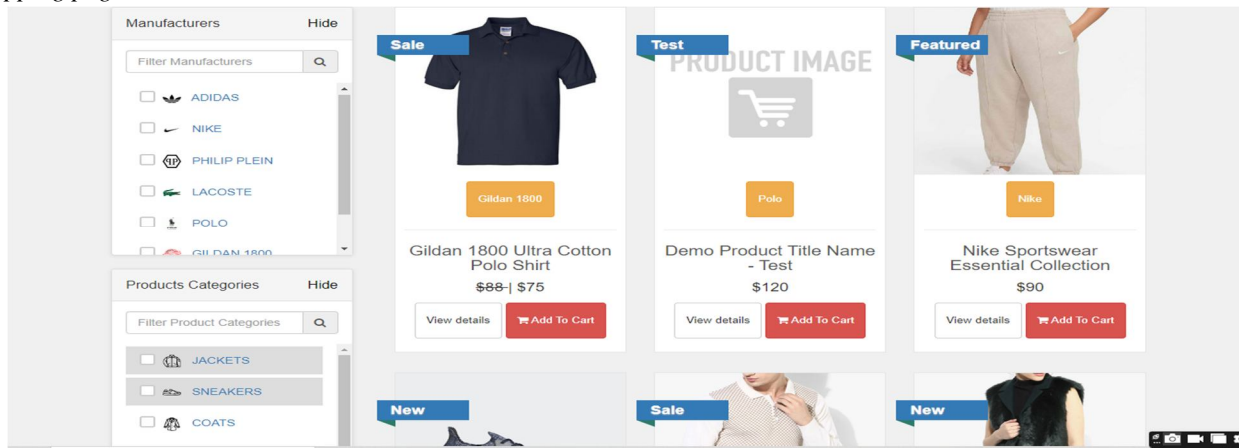 Manufacturers Hide
Filter Manufacturers
ADIDAS
NIKE
PHILIP PLEIN
LACOSTE
POLO
GILDAN 1800
Products Categories Hide
Filter Product Categories
JACKETS
SNEAKERS
COATS
Sale
Gildan 1800
Gildan 1800 Ultra Cotton
Polo Shirt
$88 | $75
View details Add To Cart
Test
PRODUCT IMAGE
Polo
Demo Product Title Name
- Test
$120
View details Add To Cart
Featured
Nike
Nike Sportswear
Essential Collection
$90
View details Add To Cart
New
Sale
New